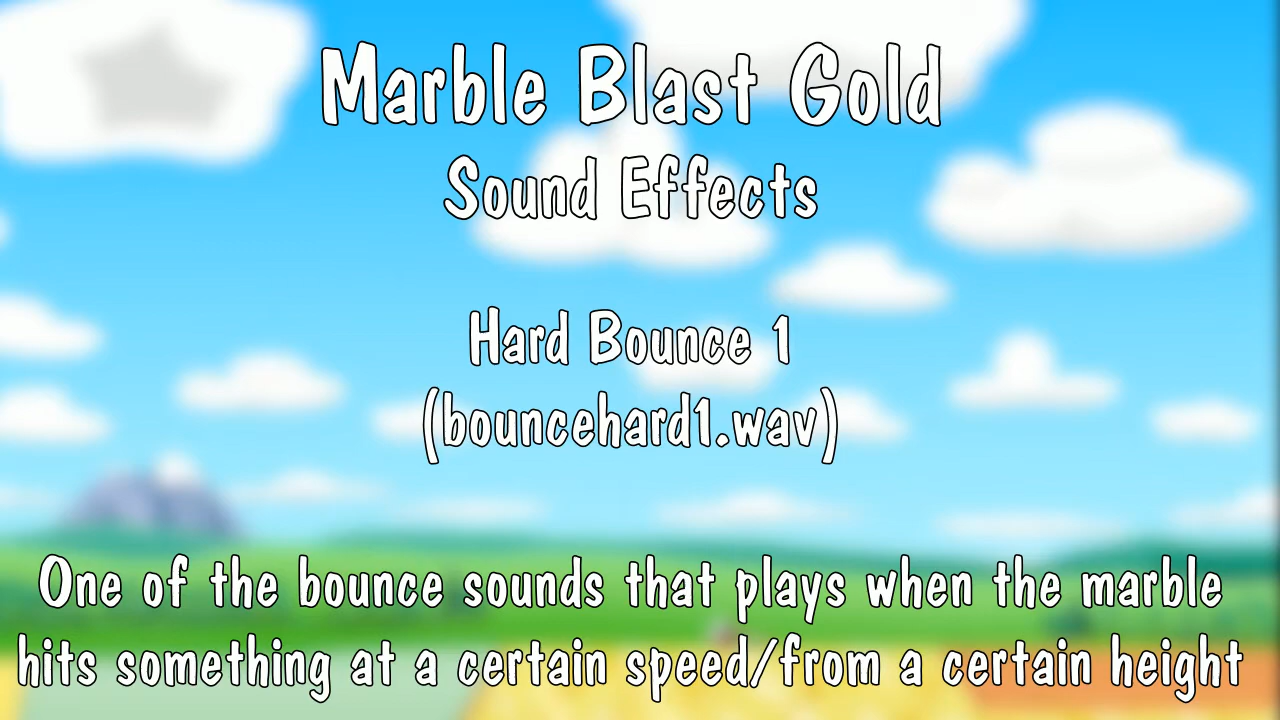 Marble Blast Gold
Sound Effects
Hard Bounce 1
(bouncehard1.wav)
One of the bounce sounds that plays when the marble
hits something at a certain speed/from a certain height